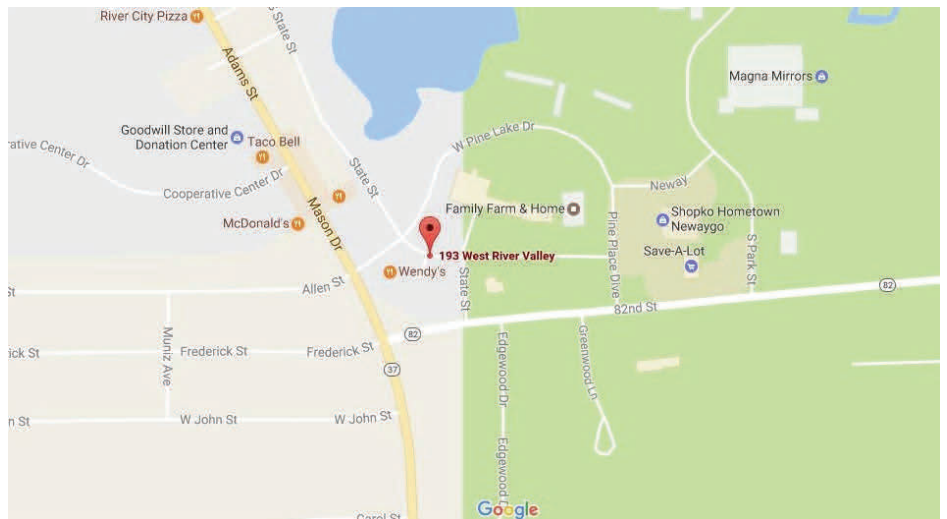 River City Pizza
S State St
Adams St
Magna Mirrors
Goodwill Store and
Donation Center
Taco Bell
W Pine Lake Dr
erative Center Dr
State St
Cooperative Center Dr
Neway
McDonald's
Mason Dr
Family Farm & Home
Shopko Hometown
Newaygo
Pine Place Dive
S Park St
193 West River Valley
Save-A-Lot
Wendy's
State St
Allen St
St
82
82nd St
82
Muniz Ave
rick St
Frederick St
Frederick St
Edgewood Dr
Greenwood Ln
37
n St
W John St
W John St
Edgewood D
Google
Carol St